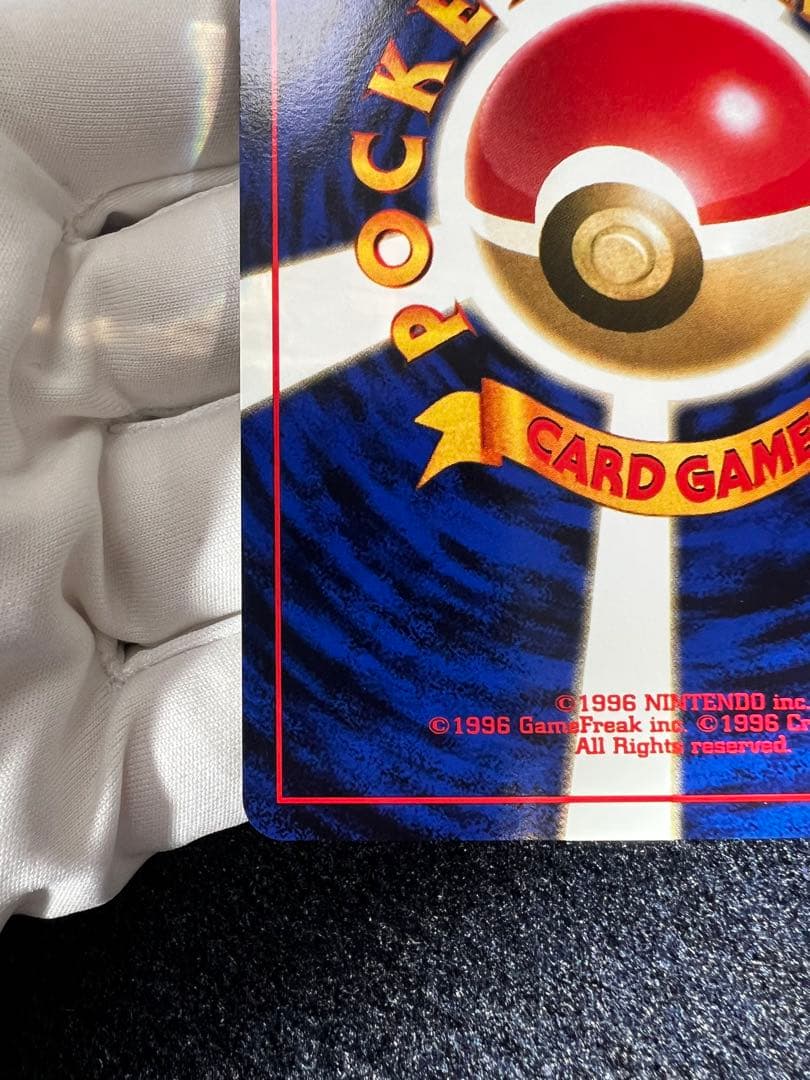 POCKE
CARD GAME
©1996 NINTENDO inc.
©1996 GameFreak inc. ©1996 Cr
All Rights reserved.